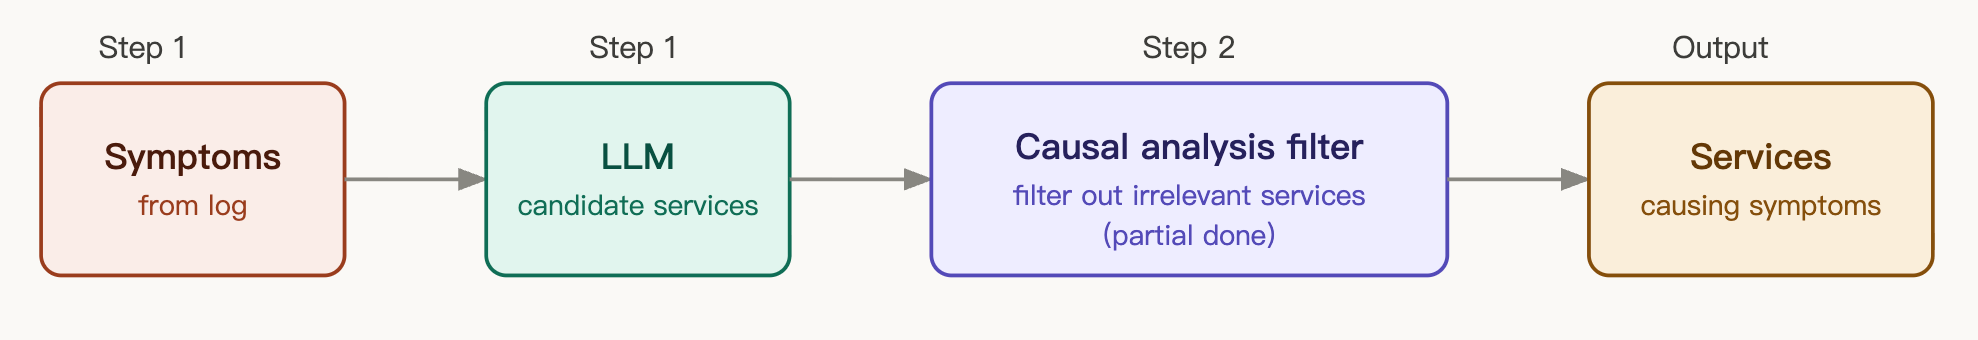 Step 1
Step 1
Step 2
Output
Symptoms
from log
LLM
candidate services
Causal analysis filter
filter out irrelevant services
(partial done)
Services
causing symptoms